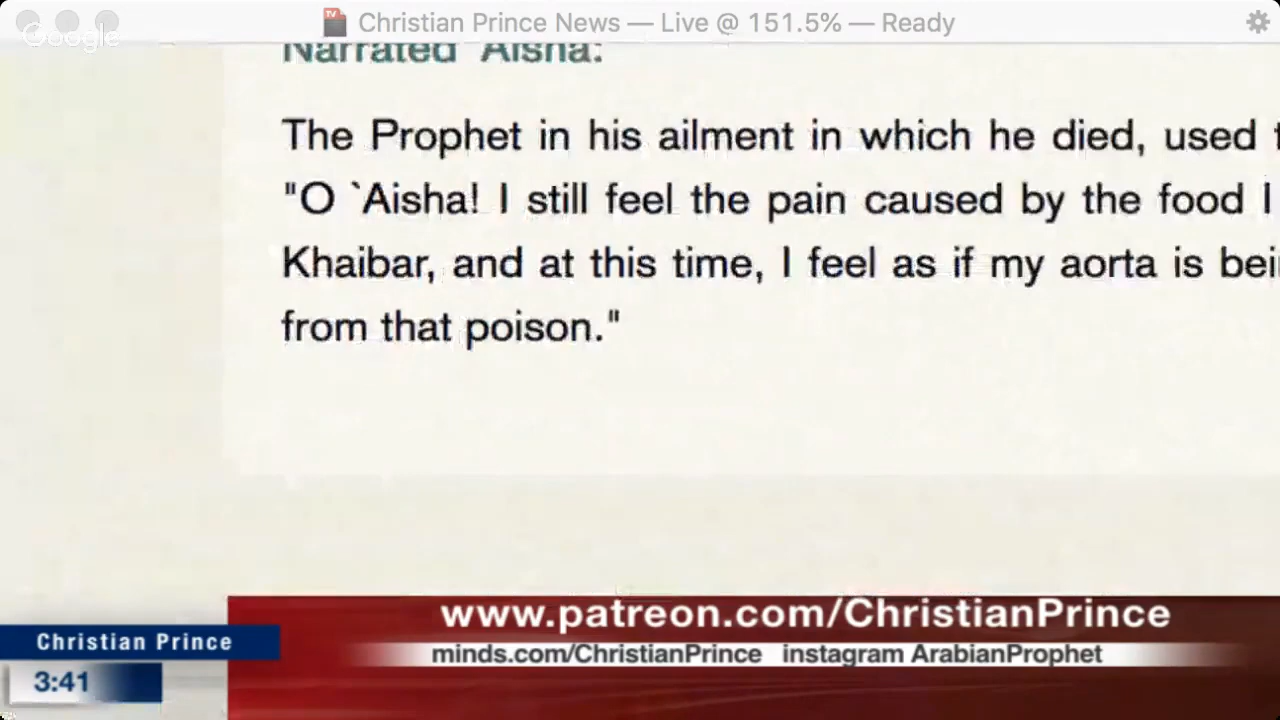 Christian Prince News — Live @ 151.5% — Ready
Google
Narrated `Aisha:
The Prophet in his ailment in which he died, used
"O `Aisha! I still feel the pain caused by the food I
Khaibar, and at this time, I feel as if my aorta is
from that poison."
www.patreon.com/ChristianPrince
Christian Prince
minds.com/ChristianPrince instagram ArabianProphet
3:41